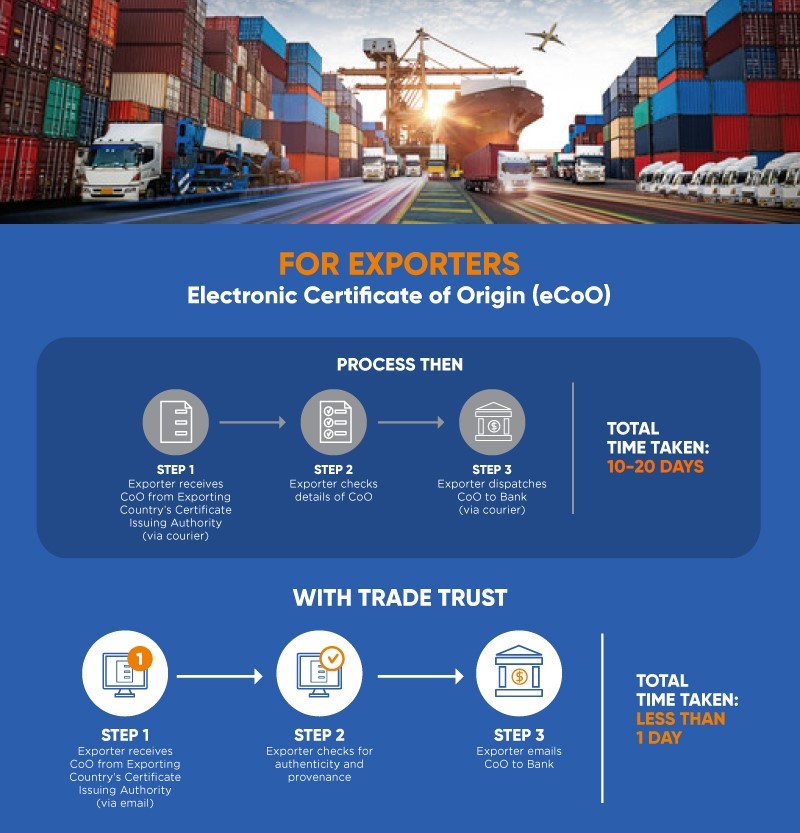 FOR EXPORTERS
Electronic Certificate of Origin (eCoO)
PROCESS THEN
STEP 1
Exporter receives
CoO from Exporting
Country's Certificate
Issuing Authority
(via courier)
STEP 2
Exporter checks
details of CoO
STEP 3
Exporter dispatches
CoO to Bank
(via courier)
TOTAL
TIME TAKEN:
10-20 DAYS
WITH TRADE TRUST
1
STEP 1
Exporter receives
CoO from Exporting
Country's Certificate
Issuing Authority
(via email)
STEP 2
Exporter checks for
authenticity and
provenance
STEP 3
Exporter emails
CoO to Bank
TOTAL
TIME TAKEN:
LESS THAN
1 DAY